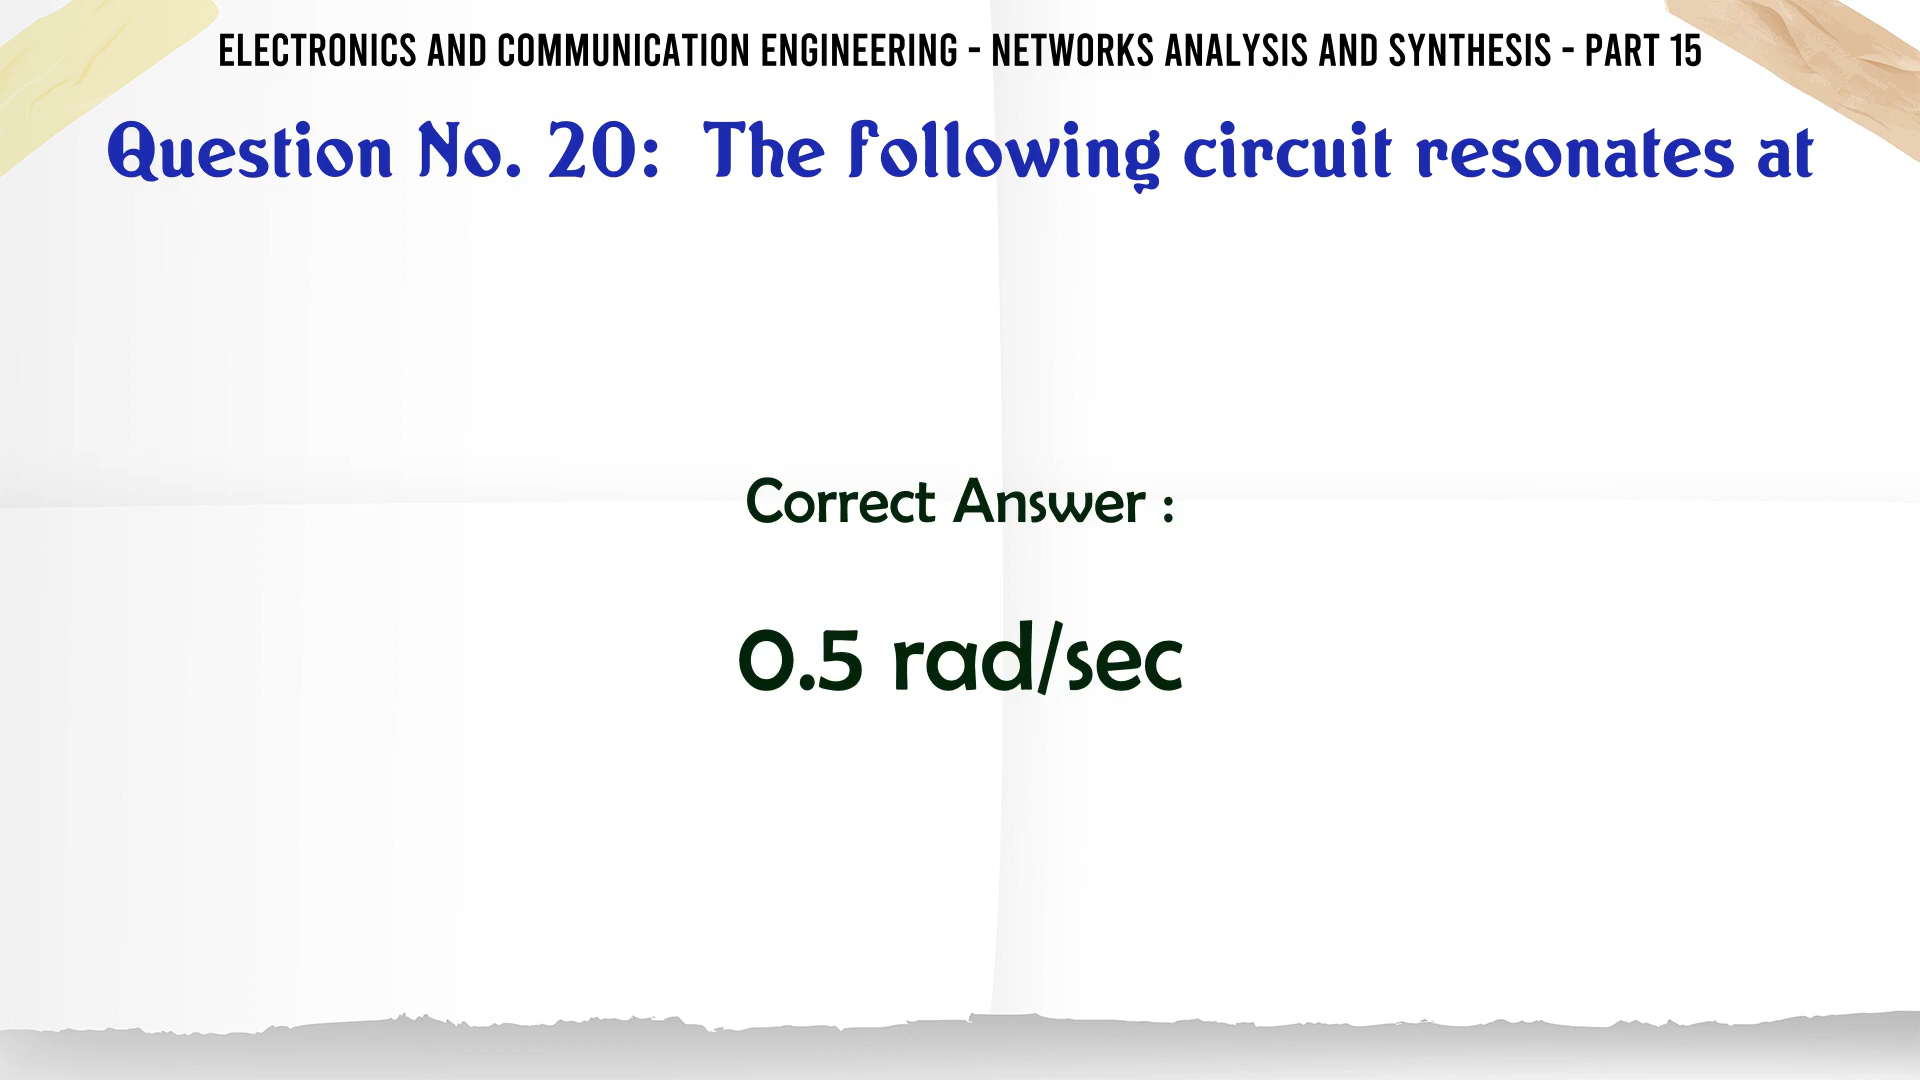 ELECTRONICS AND COMMUNICATION ENGINEERING - NETWORKS ANALYSIS AND SYNTHESIS - PART 15
Question No. 20: The following circuit resonates at
Correct Answer :
0.5 rad/sec